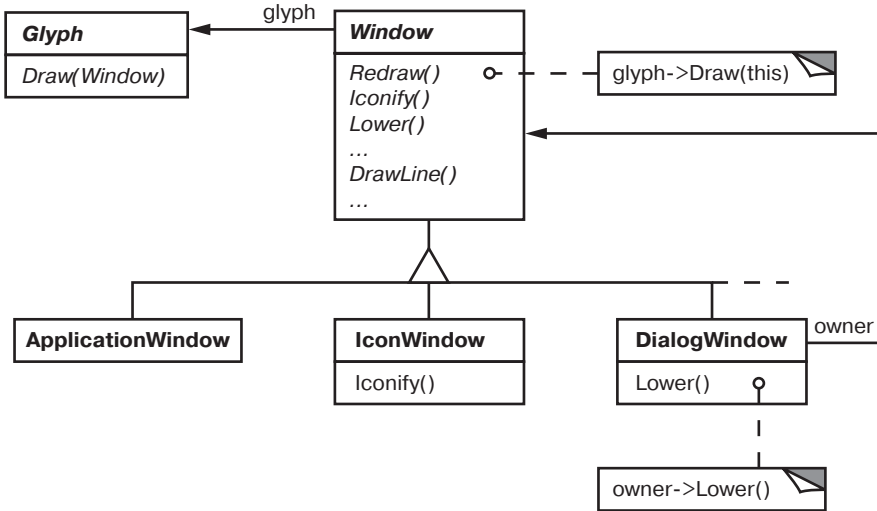 glyph
Glyph
Draw(Window)
Window
Redraw()
Iconify()
Lower()
...
DrawLine()
...
glyph->Draw(this)
ApplicationWindow
IconWindow
Iconify()
DialogWindow
Lower()
owner
owner->Lower()